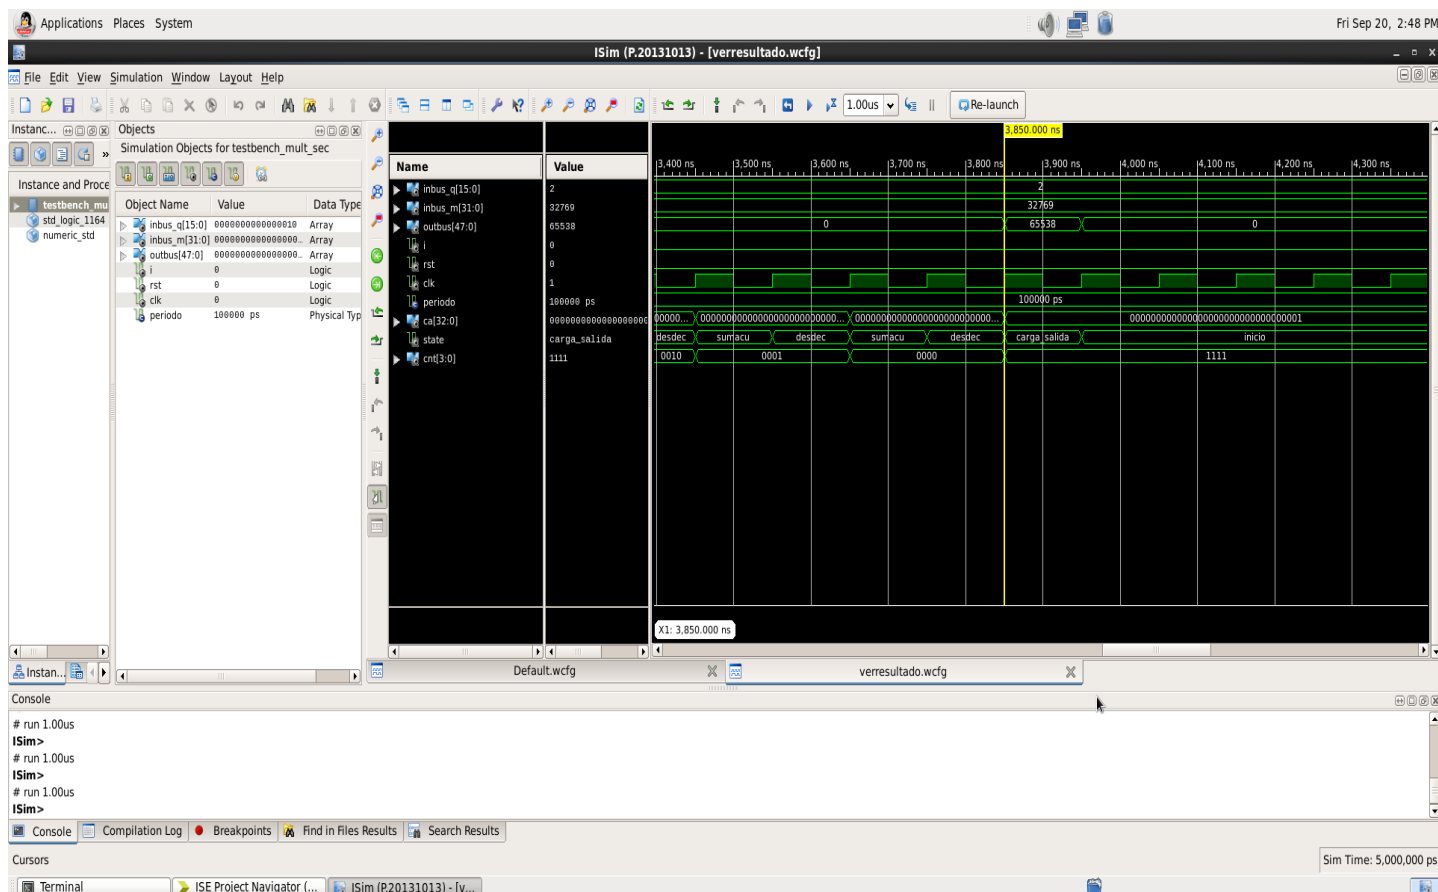 Applications Places System Fri Sep 20, 2:48 PM
ISim (P.20131013) - [verresultado.wcfg]
File Edit View Simulation Window Layout Help
1.00us Re-launch
Instanc... Objects
Simulation Objects for testbench_mult_sec
Instance and Proce
testbench_mu
std_logic_1164
numeric_std
Object Name Value Data Type
inbus_q[15:0] 0000000000000010 Array
inbus_m[31:0] Array
outbus[47:0] Array
i 0 Logic
rst 0 Logic
clk 0 Logic
periodo 100000 ps Physical Typ
Name Value
inbus_q[15:0] 2
inbus_m[31:0] 32769
outbus[47:0] 65538
i 0
rst 0
clk 1
periodo 100000 ps
ca[32:0]
state carga_salida
cnt[3:0] 1111
3,850.000 ns
3,400 ns 3,500 ns 3,600 ns 3,700 ns 3,800 ns 3,900 ns 4,000 ns 4,100 ns 4,200 ns 4,300 ns
2
32769
0 65538 0
100000 ps
desdec sumacu desdec sumacu desdec carga_salida inicio
0010 0001 0000 1111
X1: 3,850.000 ns
Instan... Default.wcfg verresultado.wcfg
Console
# run 1.00us
ISim>
# run 1.00us
ISim>
# run 1.00us
ISim>
Console Compilation Log Breakpoints Find in Files Results Search Results
Cursors Sim Time: 5,000,000 ps
Terminal ISE Project Navigator (... ISim (P.20131013) - [v...